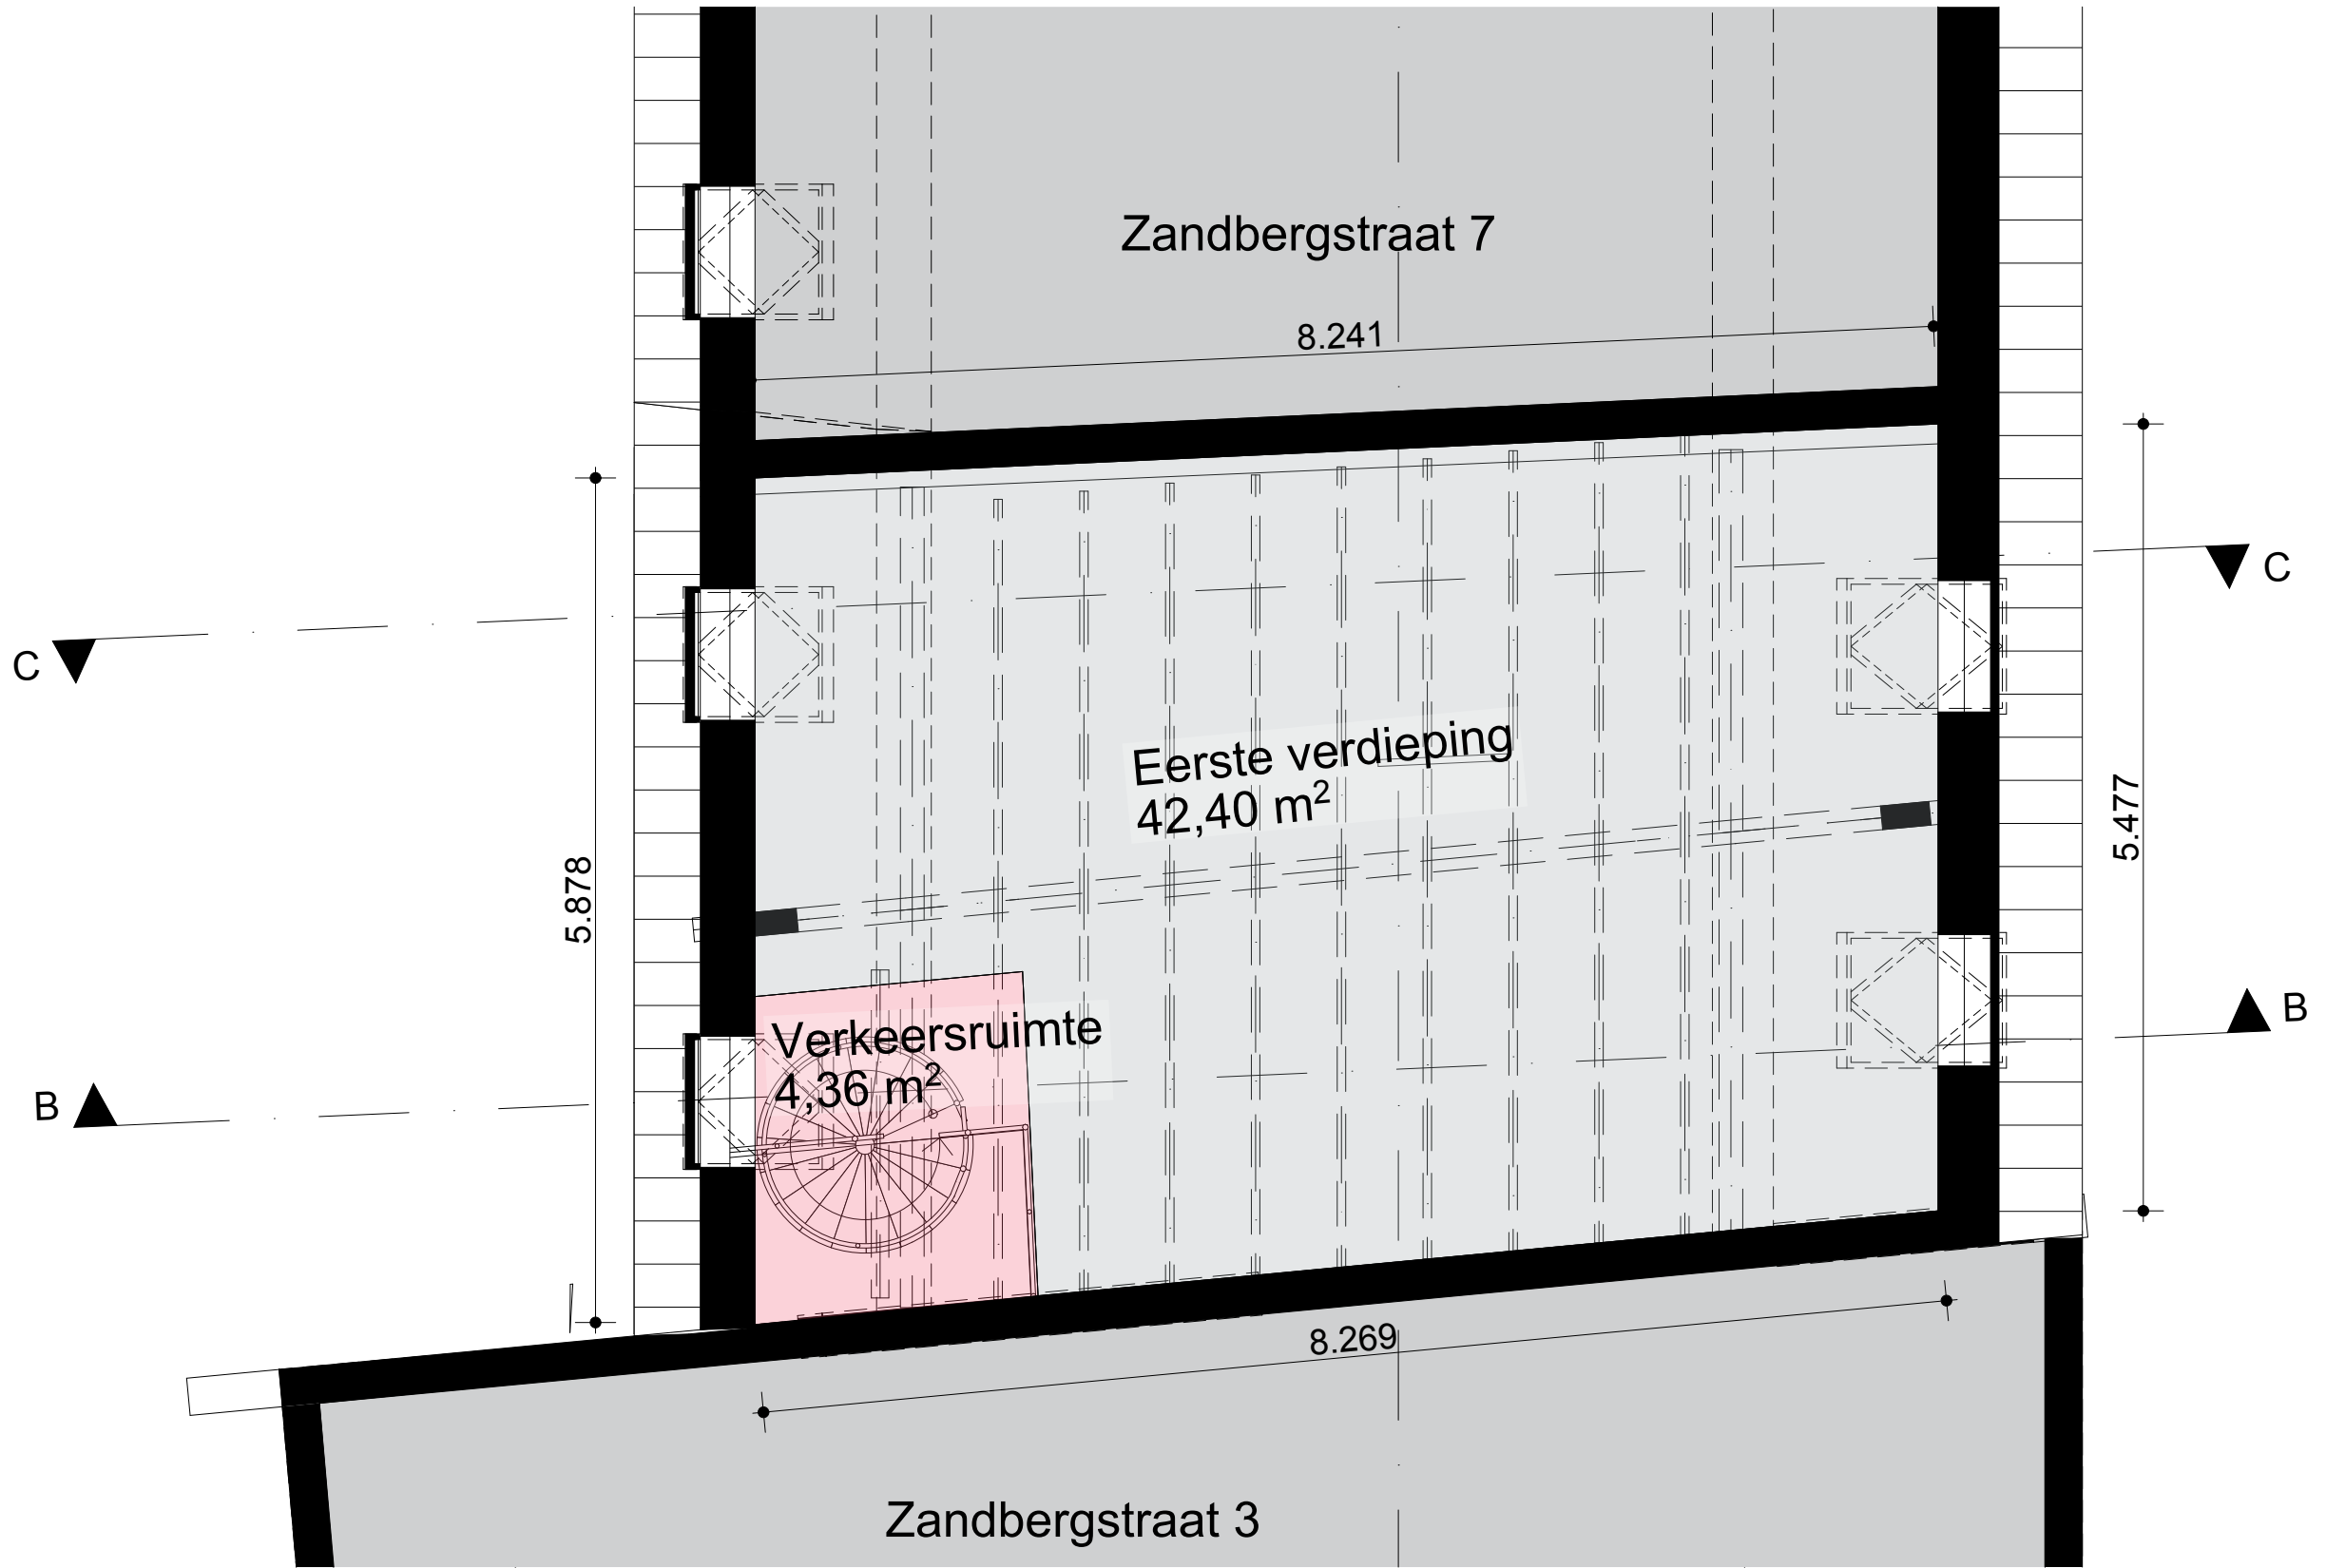 Zandbergstraat 7
8.241
C
C
Eerste verdieping
42,40 m²
5.477
5.878
Verkeersruimte
4,36 m²
B
B
8.269
Zandbergstraat 3